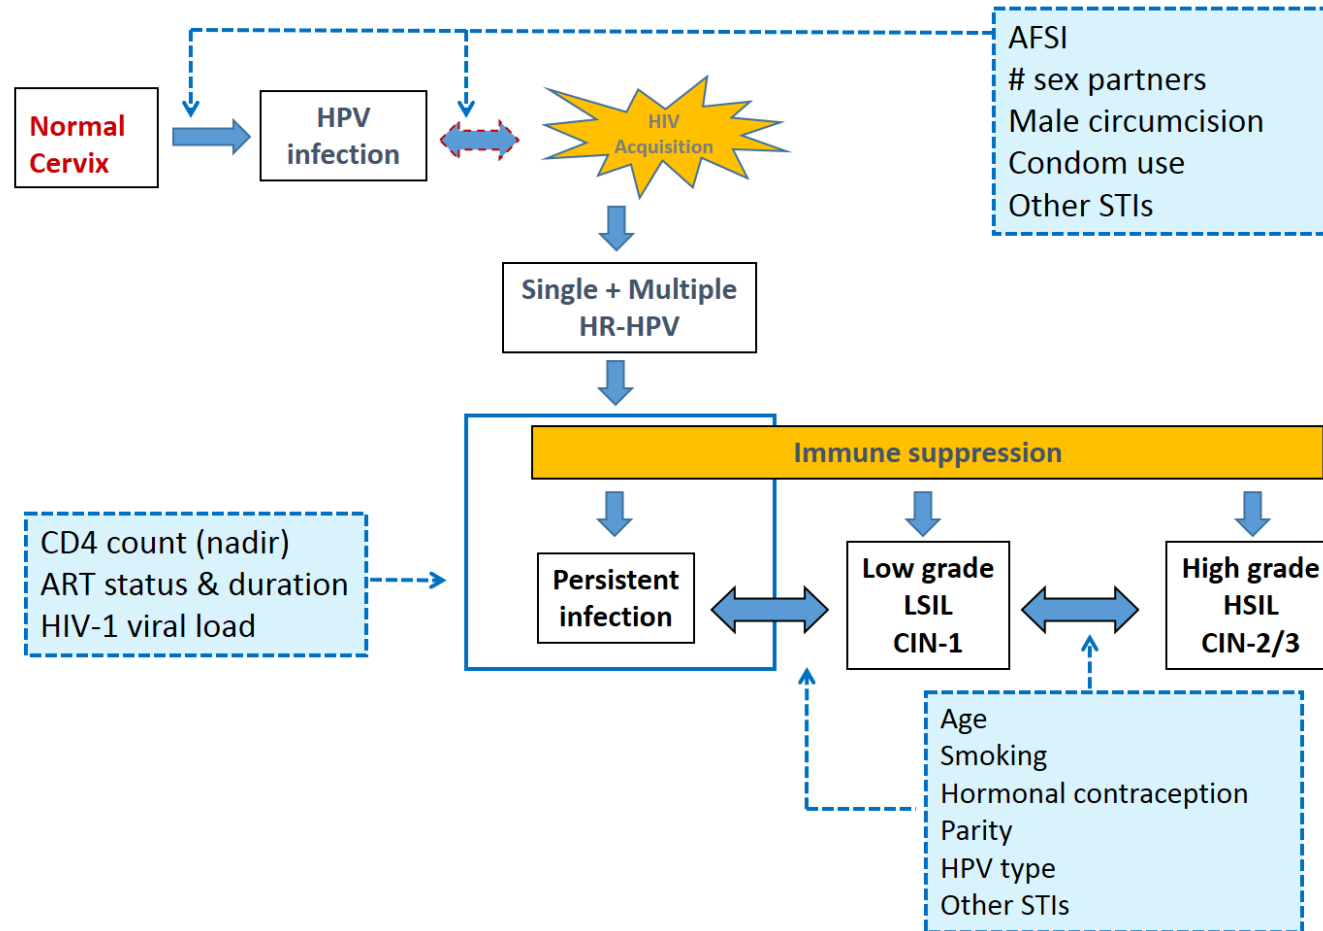 AFSI
# sex partners
Male circumcision
Condom use
Other STIs
Normal
Cervix
HPV
infection
HIV
Acquisition
Single + Multiple
HR-HPV
Immune suppression
CD4 count (nadir)
ART status & duration
HIV-1 viral load
Persistent
infection
Low grade
LSIL
CIN-1
High grade
HSIL
CIN-2/3
Age
Smoking
Hormonal contraception
Parity
HPV type
Other STIs